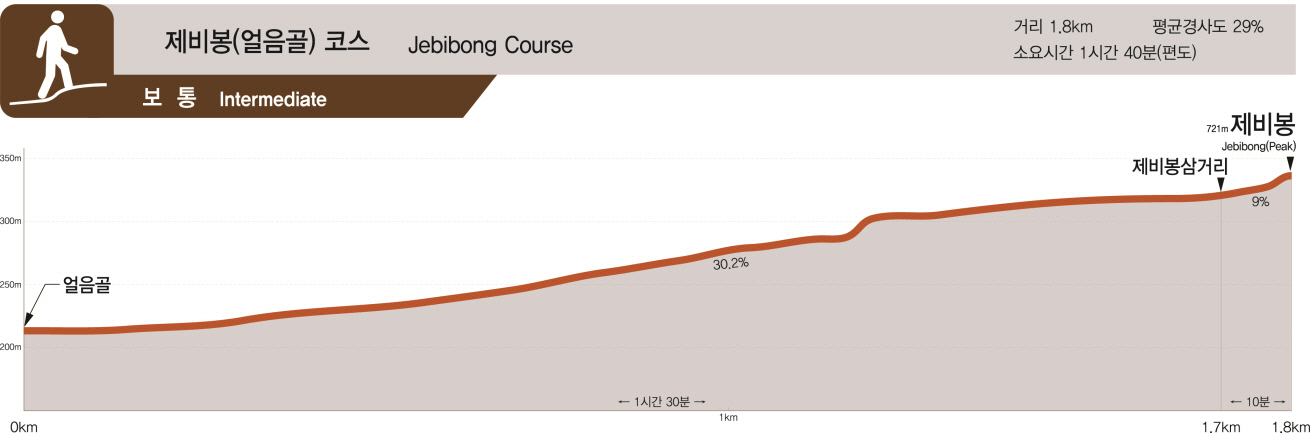 제비봉(얼음골) 코스 Jebibong Course
거리 1.8km 평균경사도 29%
소요시간 1시간 40분(편도)
보 통 Intermediate
721m 제비봉
Jebibong(Peak)
350m
제비봉삼거리
9%
300m
30.2%
얼음골
250m
200m
← 1시간 30분 →
← 10분 →
0km
1km
1.7km
1.8km